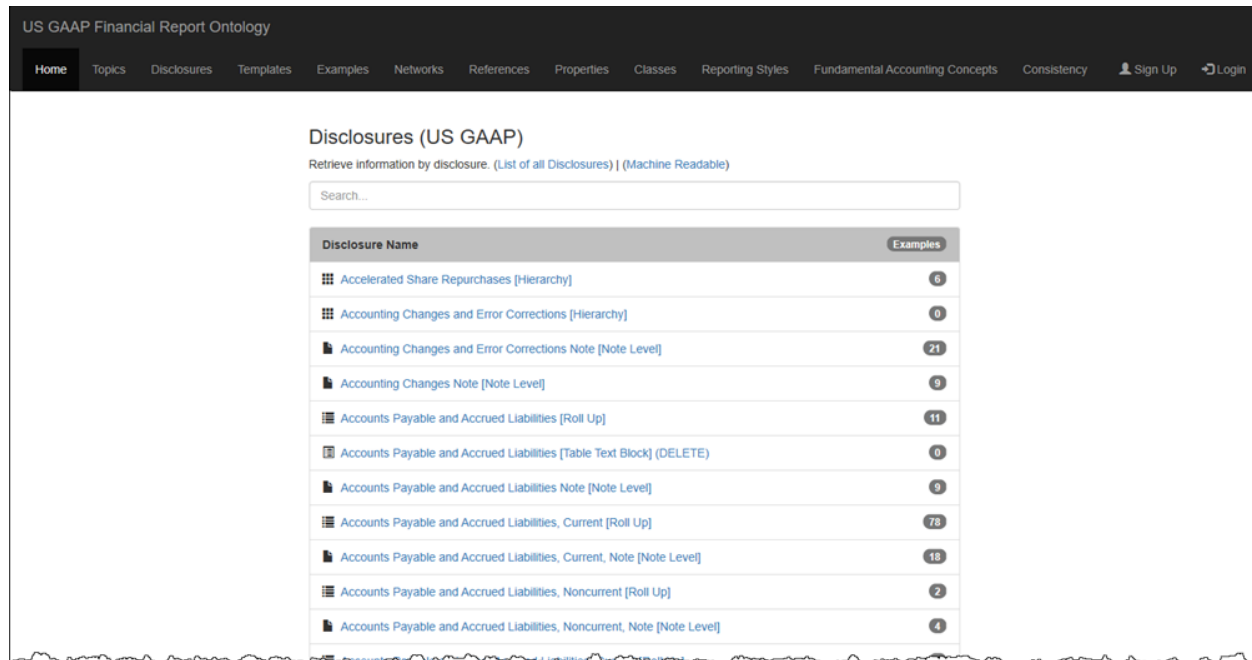 US GAAP Financial Report Ontology
Home Topics Disclosures Templates Examples Networks References Properties Classes Reporting Styles Fundamental Accounting Concepts Consistency Sign Up Login
Disclosures (US GAAP)
Retrieve information by disclosure. (List of all Disclosures) | (Machine Readable)
Search...
Disclosure Name Examples
Accelerated Share Repurchases [Hierarchy] 6
Accounting Changes and Error Corrections [Hierarchy] 0
Accounting Changes and Error Corrections Note [Note Level] 21
Accounting Changes Note [Note Level] 9
Accounts Payable and Accrued Liabilities [Roll Up] 11
Accounts Payable and Accrued Liabilities [Table Text Block] (DELETE) 0
Accounts Payable and Accrued Liabilities Note [Note Level] 9
Accounts Payable and Accrued Liabilities, Current [Roll Up] 78
Accounts Payable and Accrued Liabilities, Current, Note [Note Level] 18
Accounts Payable and Accrued Liabilities, Noncurrent [Roll Up] 2
Accounts Payable and Accrued Liabilities, Noncurrent, Note [Note Level] 4